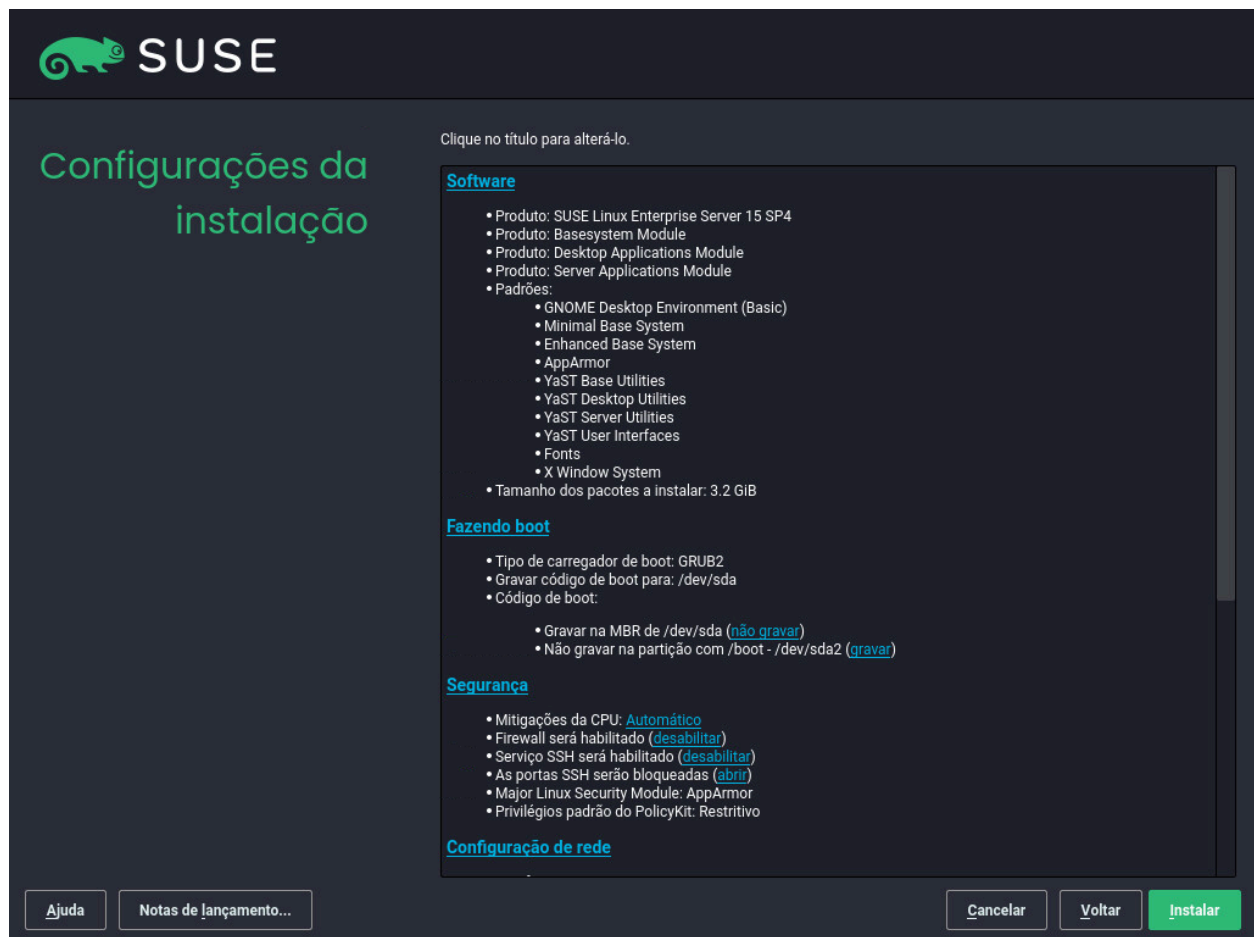 SUSE
Configurações da
instalação
Clique no título para alterá-lo.
Software
• Produto: SUSE Linux Enterprise Server 15 SP4
• Produto: Basesystem Module
• Produto: Desktop Applications Module
• Produto: Server Applications Module
• Padrões:
• GNOME Desktop Environment (Basic)
• Minimal Base System
• Enhanced Base System
• AppArmor
• YaST Base Utilities
• YaST Desktop Utilities
• YaST Server Utilities
• YaST User Interfaces
• Fonts
• X Window System
• Tamanho dos pacotes a instalar: 3.2 GiB
Fazendo boot
• Tipo de carregador de boot: GRUB2
• Gravar código de boot para: /dev/sda
• Código de boot:
• Gravar na MBR de /dev/sda (não gravar)
• Não gravar na partição com /boot - /dev/sda2 (gravar)
Segurança
• Mitigações da CPU: Automático
• Firewall será habilitado (desabilitar)
• Serviço SSH será habilitado (desabilitar)
• As portas SSH serão bloqueadas (abrir)
• Major Linux Security Module: AppArmor
• Privilégios padrão do PolicyKit: Restritivo
Configuração de rede
Ajuda
Notas de lançamento...
Cancelar
Voltar
Instalar